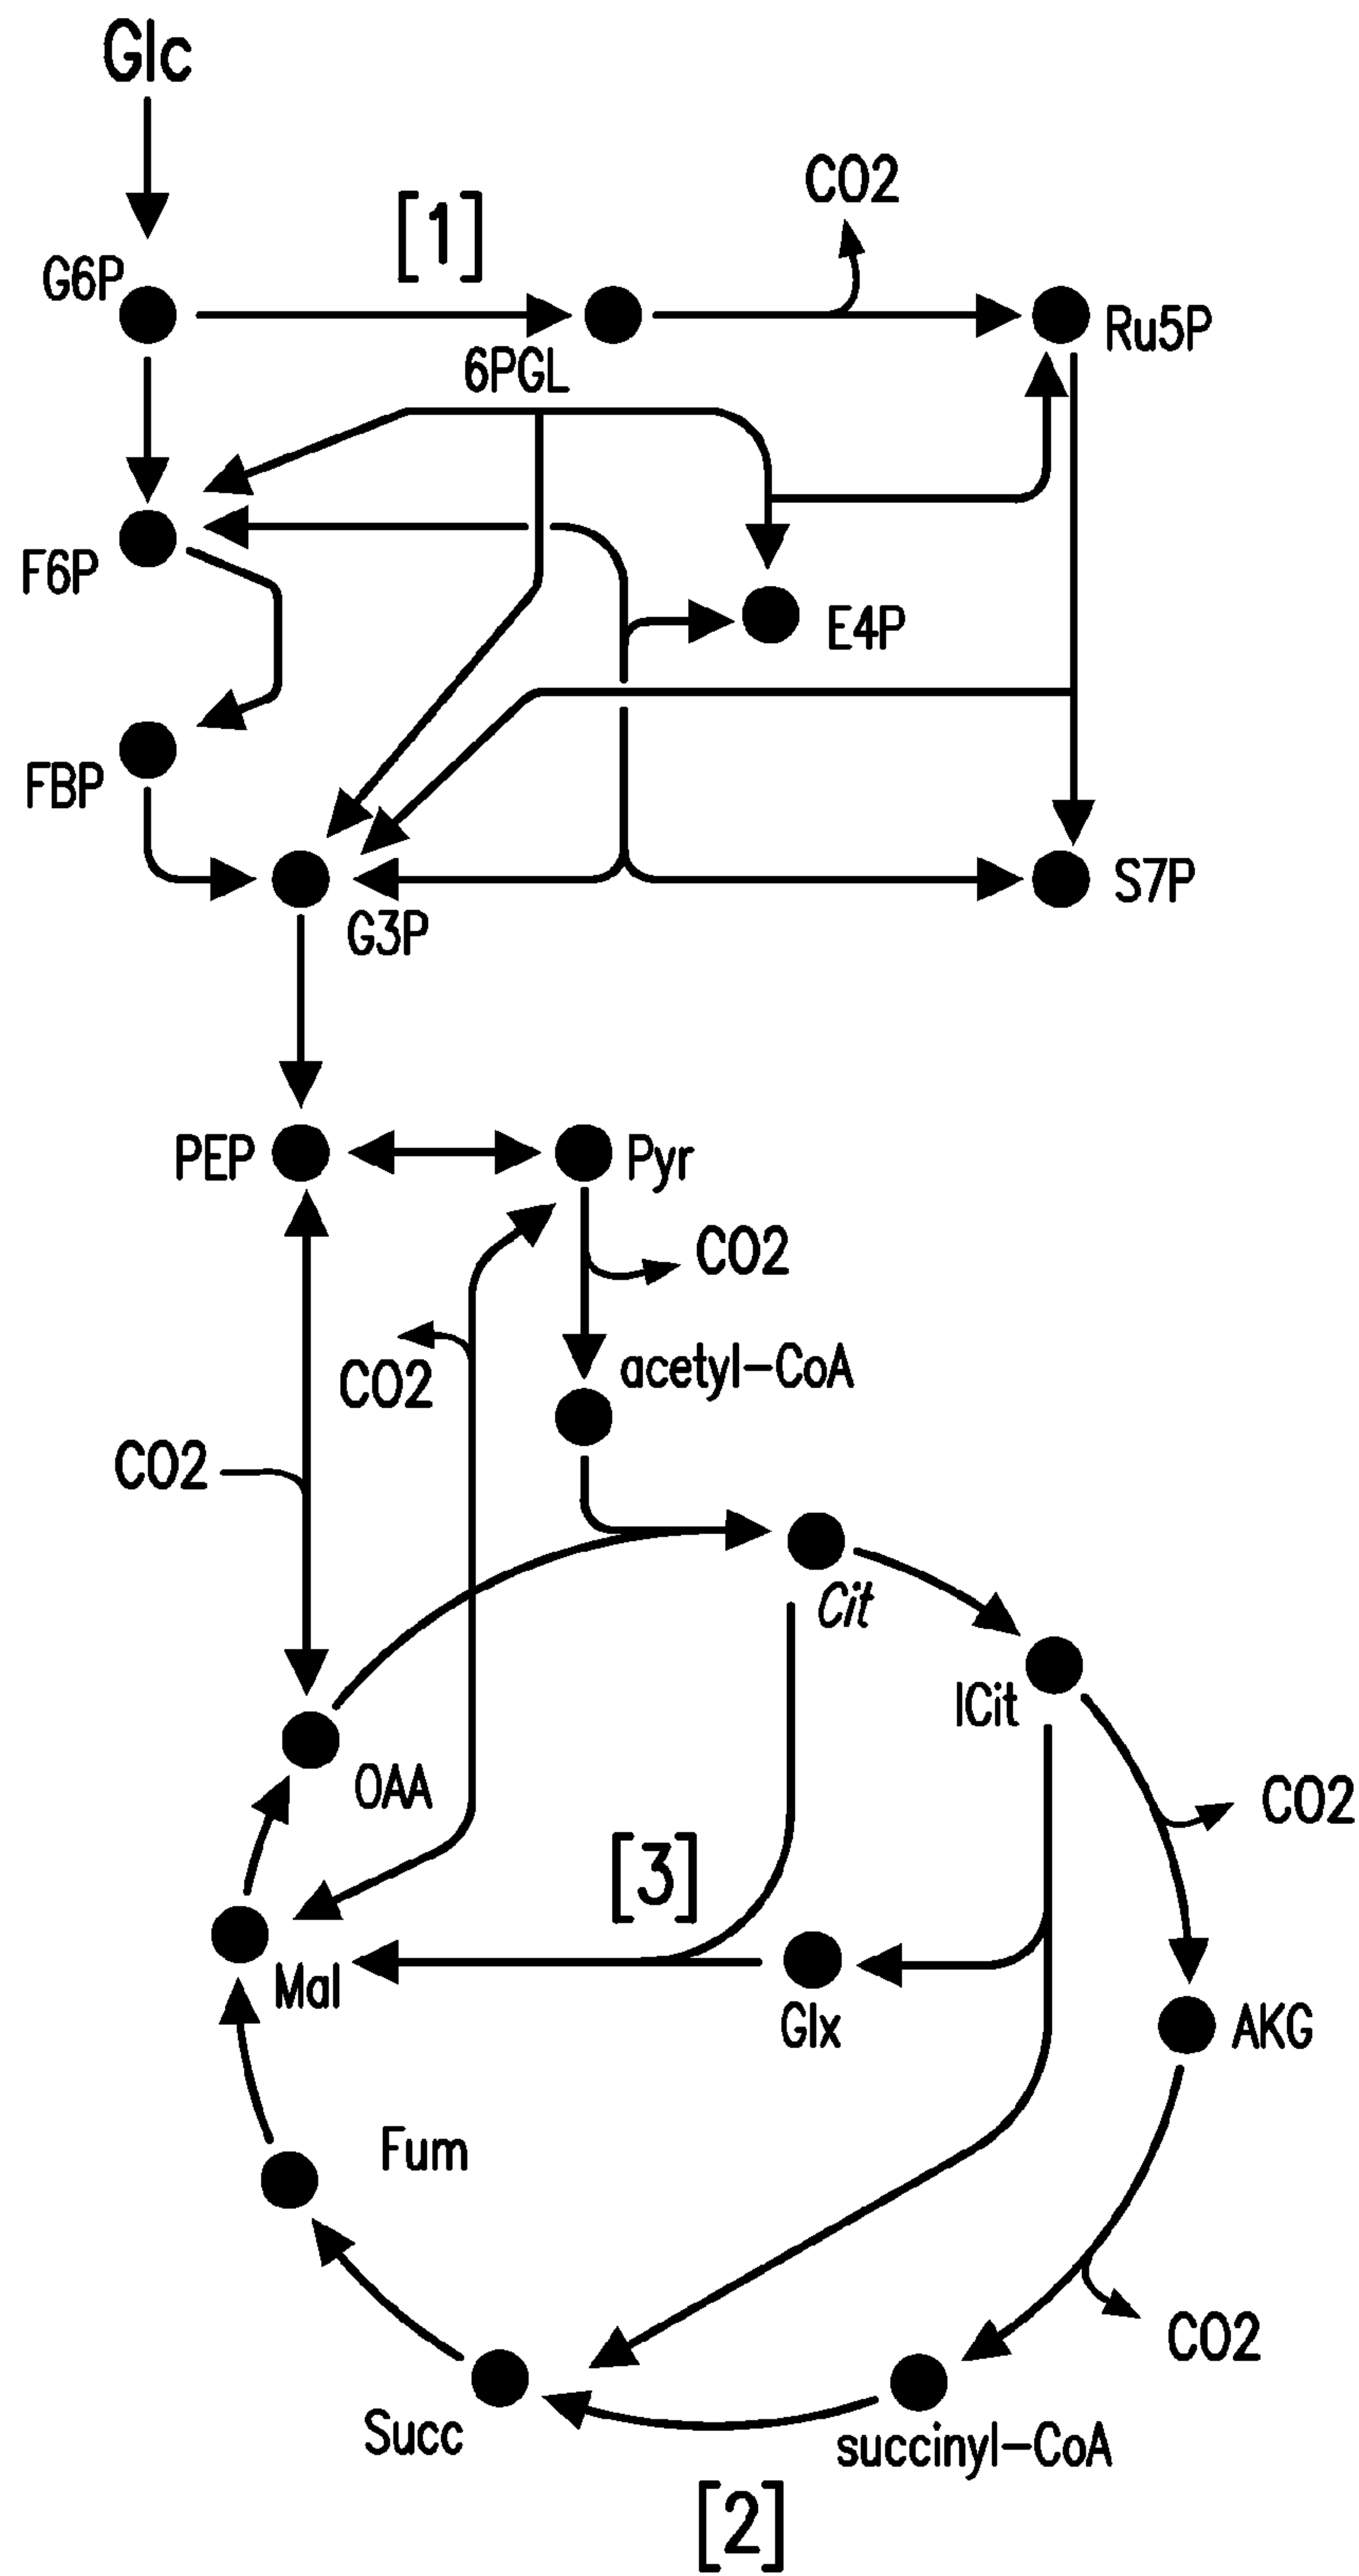 Glc
[1]
CO2
G6P
Ru5P
6PGL
F6P
E4P
FBP
S7P
G3P
PEP
Pyr
CO2
acetyl-CoA
CO2
CO2
Cit
ICit
OAA
CO2
[3]
Mal
Glx
AKG
Fum
CO2
Succ
succinyl-CoA
[2]